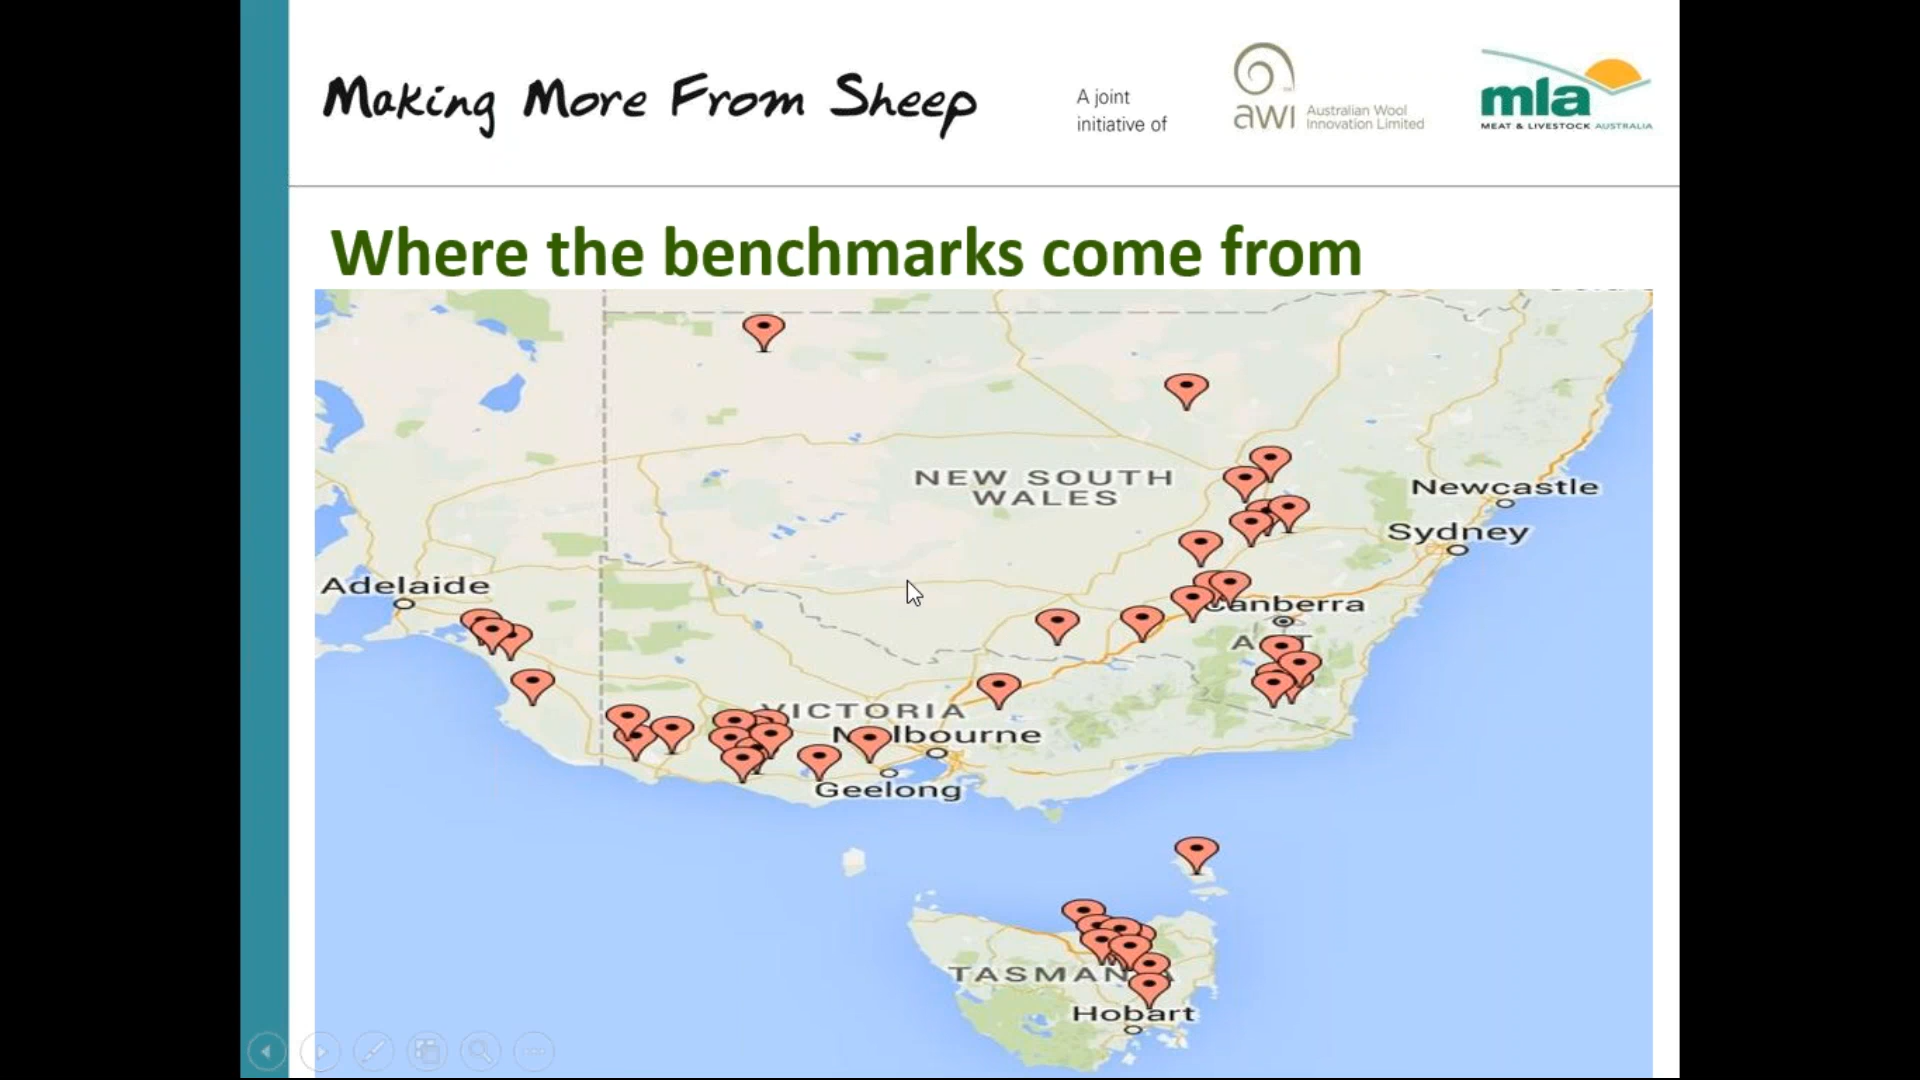 Making More From Sheep
A joint
initiative of
awi
Australian Wool
Innovation Limited
mla
MEAT & LIVESTOCK AUSTRALIA
Where the benchmarks come from
NEW SOUTH
WALES
Newcastle
Sydney
Adelaide
Canberra
VICTORIA
Melbourne
Geelong
TASMANIA
Hobart